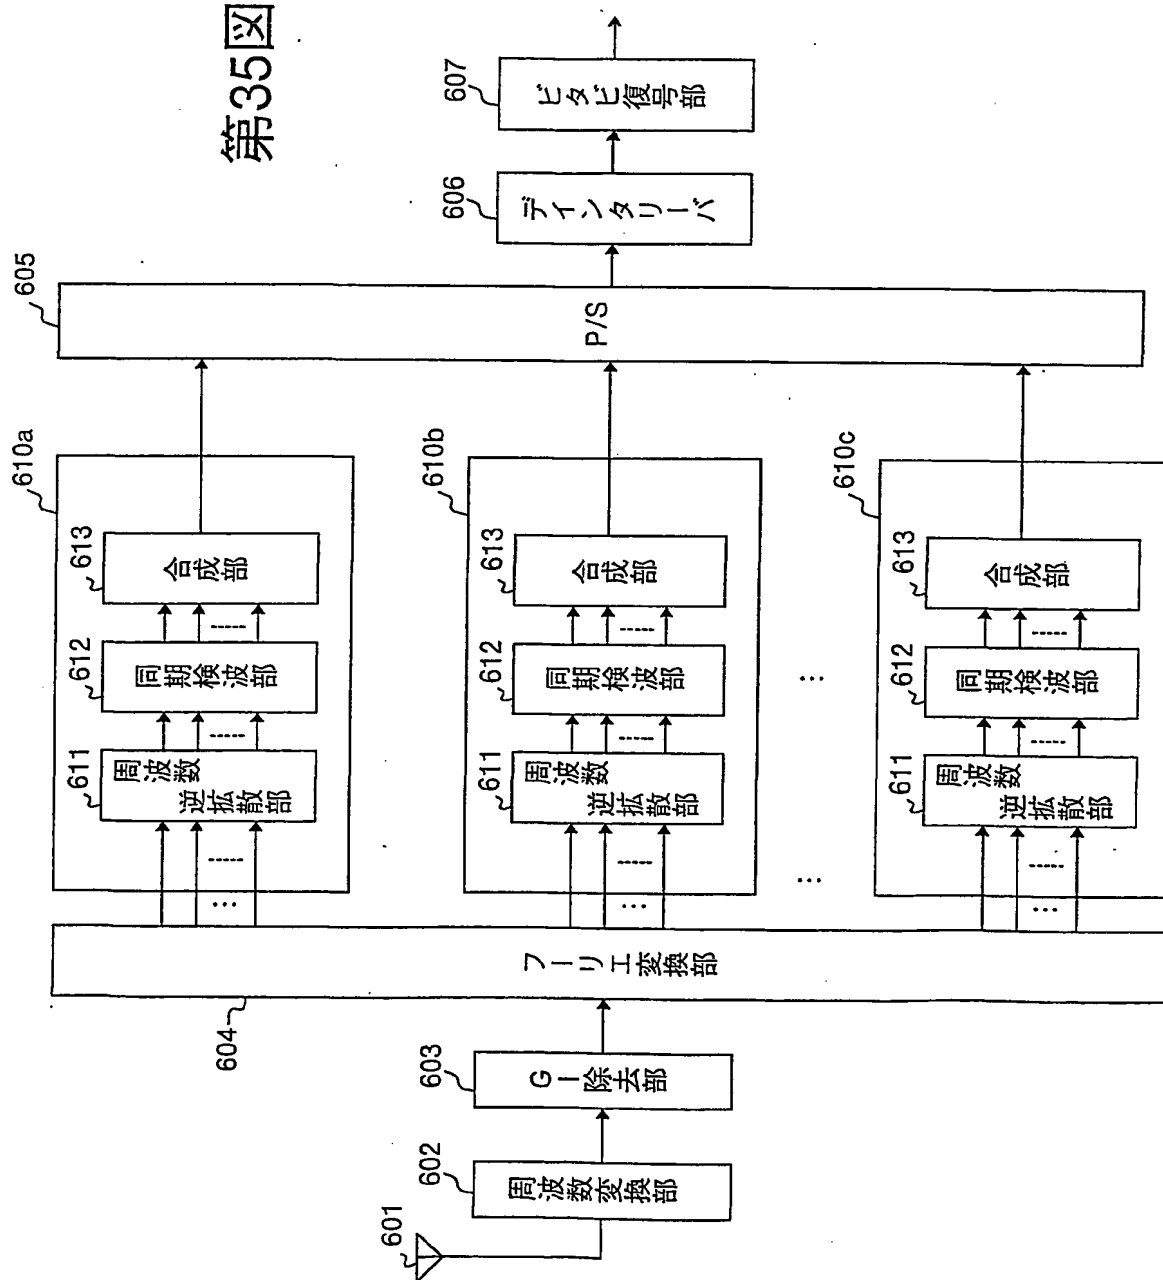 第35図
601
602
周波数変換部
603
GI除去部
604
フーリエ変換部
610a
611
周波数
逆拡散部
612
同期検波部
613
合成部
610b
611
周波数
逆拡散部
612
同期検波部
613
合成部
610c
611
周波数
逆拡散部
612
同期検波部
613
合成部
605
P/S
606
デインタリーバ
607
ビタビ復号部